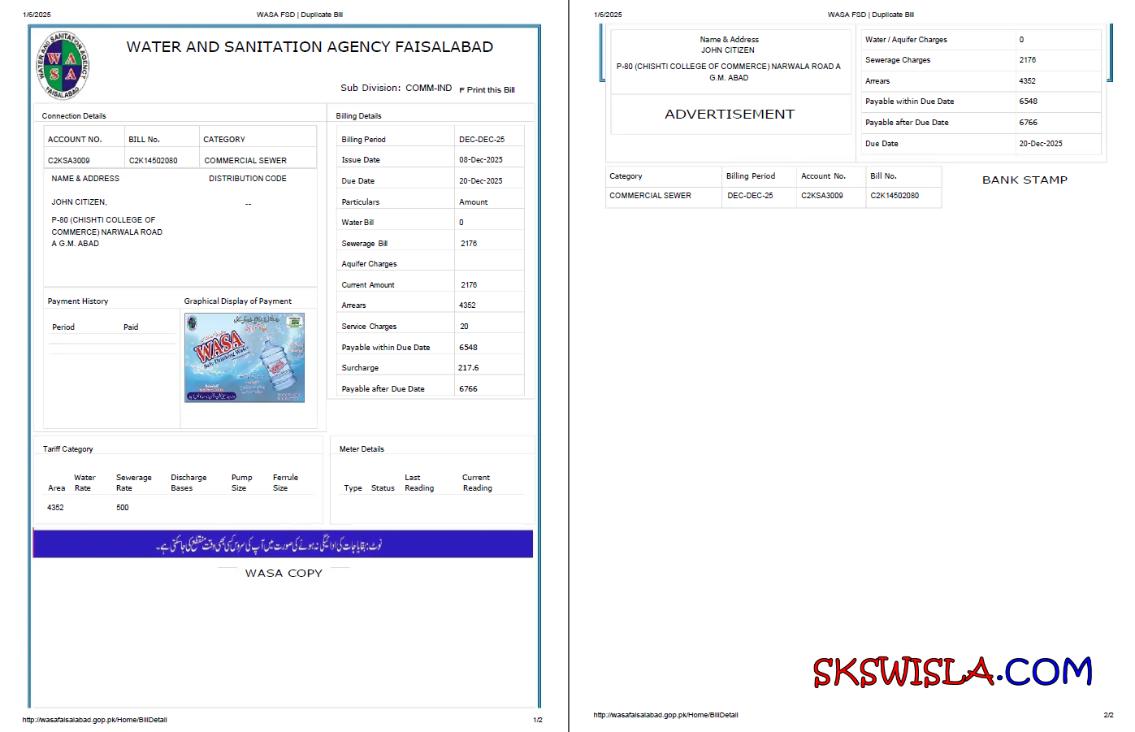 1/6/2025
WASA FSD | Duplicate Bill
WATER AND SANITATION AGENCY FAISALABAD
WATER AND SANITATION AGENCY
W A
S A
FAISALABAD
Sub Division: COMM-IND
Print this Bill
Connection Details
ACCOUNT NO. BILL No. CATEGORY
C2KSA3009 C2K14502080 COMMERCIAL SEWER
NAME & ADDRESS DISTRIBUTION CODE
JOHN CITIZEN, --
P-80 (CHISHTI COLLEGE OF
COMMERCE) NARWALA ROAD
A G.M. ABAD
Payment History Graphical Display of Payment
Period Paid
WASA
Safe Drinking Water
Billing Details
Billing Period DEC-DEC-25
Issue Date 08-Dec-2025
Due Date 20-Dec-2025
Particulars Amount
Water Bill 0
Sewerage Bill 2176
Aquifer Charges
Current Amount 2176
Arrears 4352
Service Charges 20
Payable within Due Date 6548
Surcharge 217.6
Payable after Due Date 6766
Tariff Category
Area Water Rate Sewerage Rate Discharge Bases Pump Size Ferrule Size
4352 500
Meter Details
Type Status Last Reading Current Reading
نوٹ: بقایاجات کی ادائیگی نہ ہونے کی صورت میں آپ کی سروس کسی بھی وقت منقطع کی جا سکتی ہے۔
WASA COPY
http://wasafaisalabad.gop.pk/Home/BillDetail
1/2
1/6/2025
WASA FSD | Duplicate Bill
Name & Address
JOHN CITIZEN
P-80 (CHISHTI COLLEGE OF COMMERCE) NARWALA ROAD A
G.M. ABAD
ADVERTISEMENT
Water / Aquifer Charges 0
Sewerage Charges 2176
Arrears 4352
Payable within Due Date 6548
Payable after Due Date 6766
Due Date 20-Dec-2025
Category Billing Period Account No. Bill No.
COMMERCIAL SEWER DEC-DEC-25 C2KSA3009 C2K14502080
BANK STAMP
SKSWISLA.COM
http://wasafaisalabad.gop.pk/Home/BillDetail
2/2